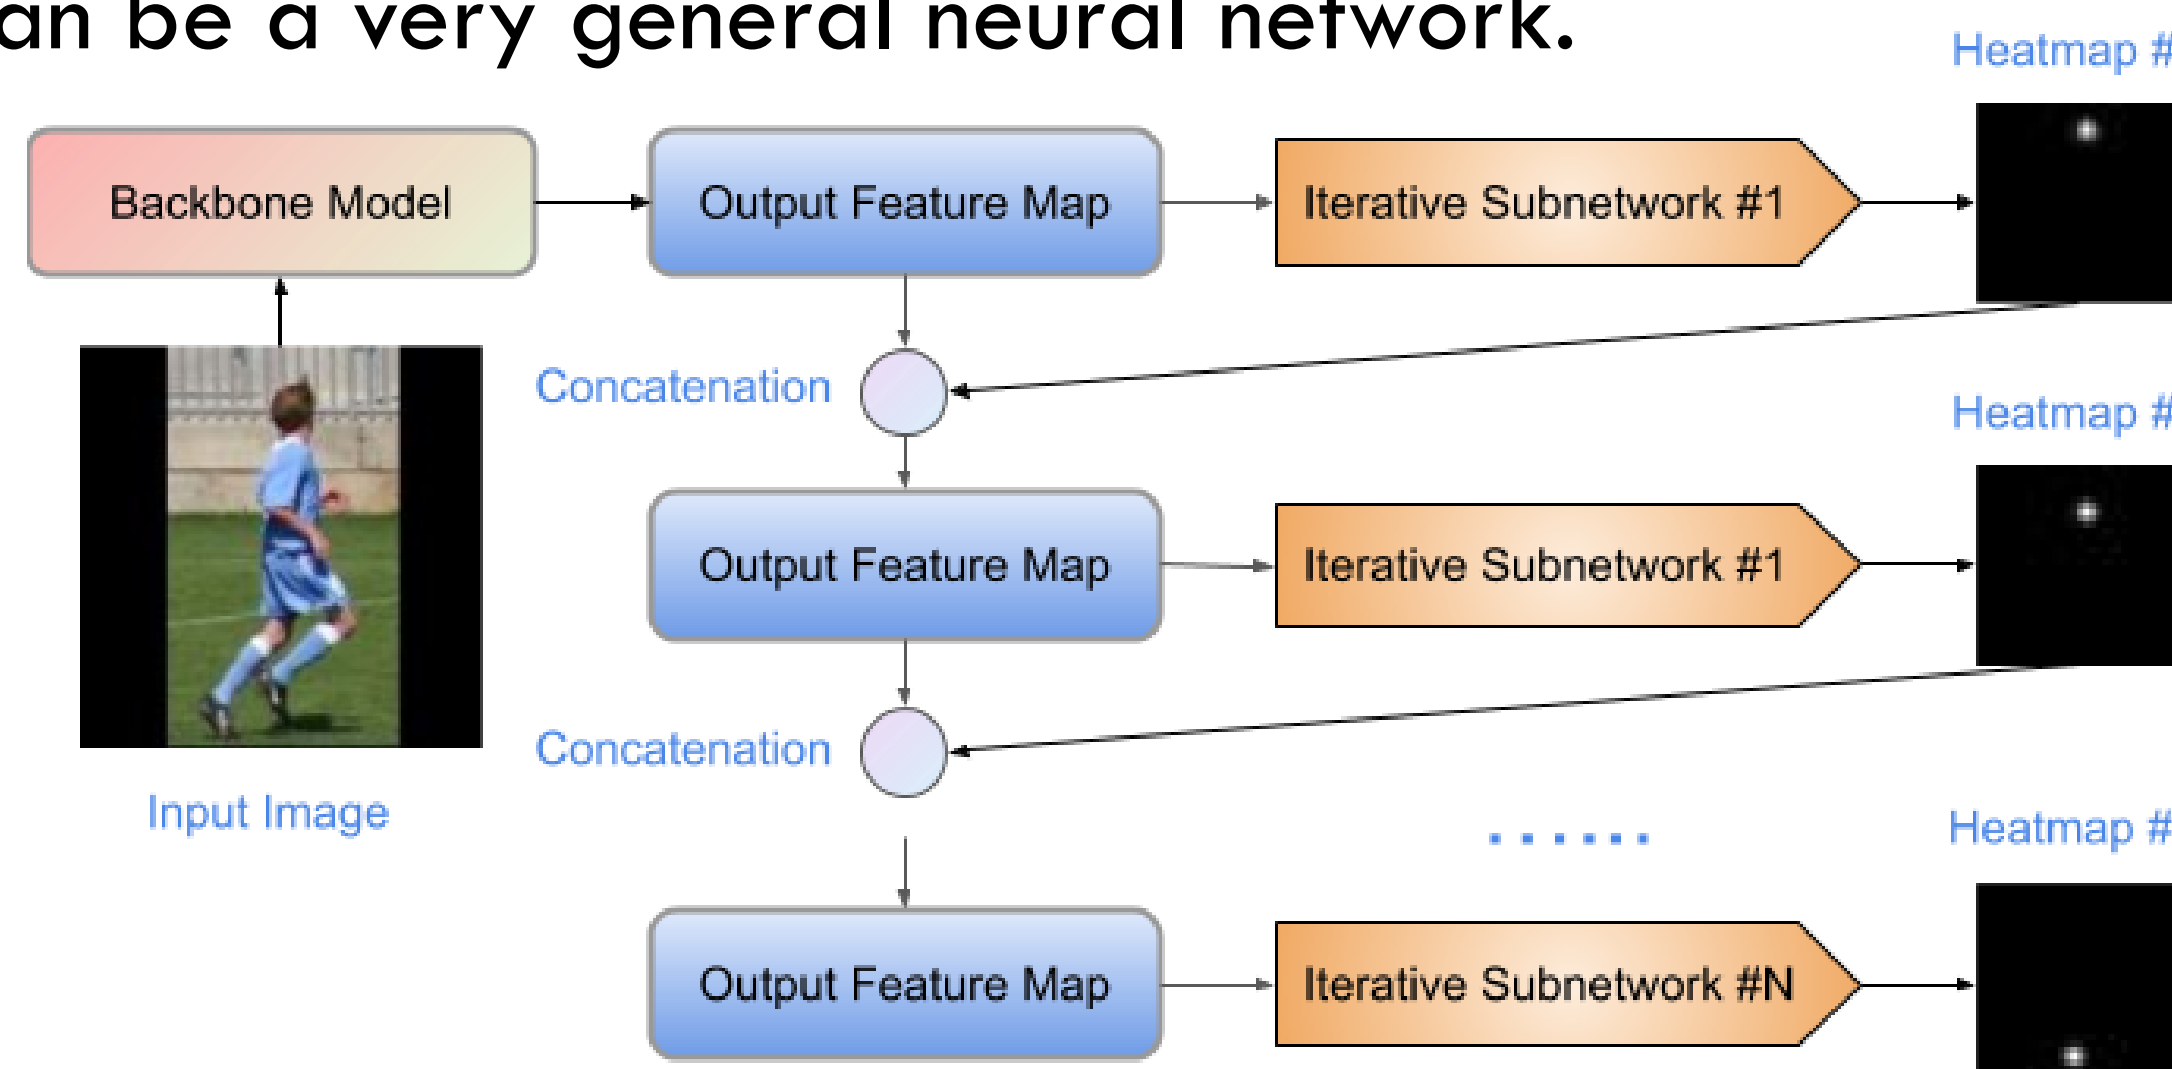 an be a very general neural network.
Heatmap #
Backbone Model
Output Feature Map
Iterative Subnetwork #1
Concatenation
Heatmap #
Output Feature Map
Iterative Subnetwork #1
Concatenation
Input Image
......
Heatmap #
Output Feature Map
Iterative Subnetwork #N